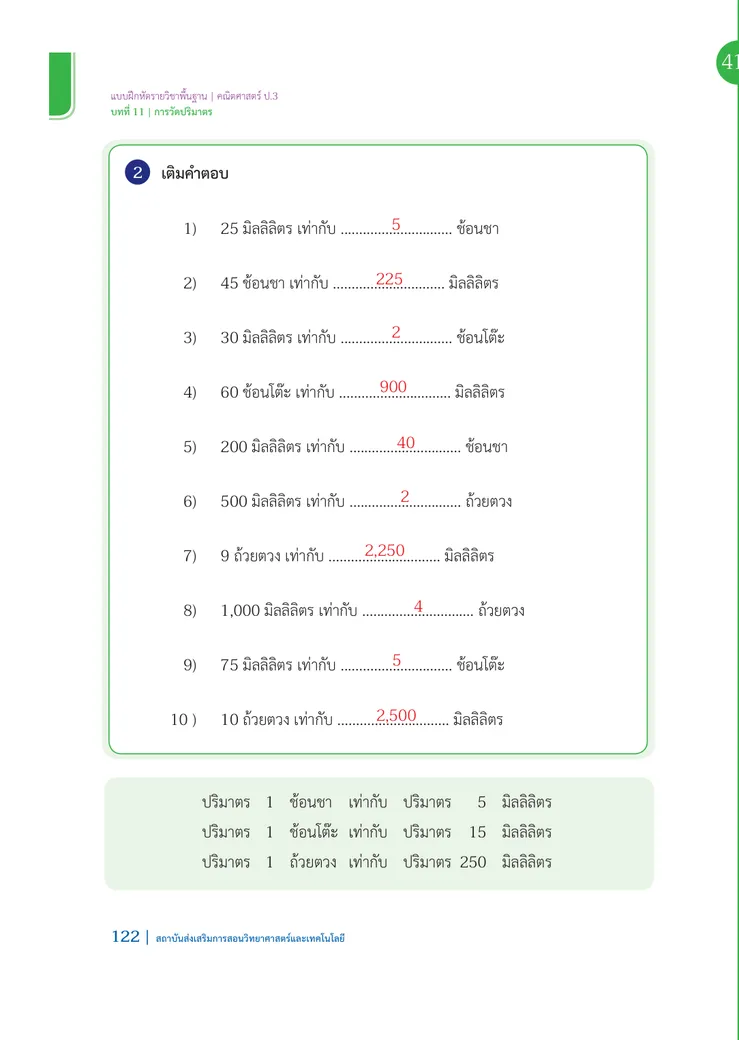 41
แบบฝึกหัดรายวิชาพื้นฐาน | คณิตศาสตร์ ป.3
บทที่ 11 | การวัดปริมาตร
2 เติมคำตอบ
1) 25 มิลลิลิตร เท่ากับ ..............5.............. ช้อนชา
2) 45 ช้อนชา เท่ากับ ..............225.............. มิลลิลิตร
3) 30 มิลลิลิตร เท่ากับ ..............2.............. ช้อนโต๊ะ
4) 60 ช้อนโต๊ะ เท่ากับ ..............900.............. มิลลิลิตร
5) 200 มิลลิลิตร เท่ากับ ..............40.............. ช้อนชา
6) 500 มิลลิลิตร เท่ากับ ..............2.............. ถ้วยตวง
7) 9 ถ้วยตวง เท่ากับ ..............2,250.............. มิลลิลิตร
8) 1,000 มิลลิลิตร เท่ากับ ..............4.............. ถ้วยตวง
9) 75 มิลลิลิตร เท่ากับ ..............5.............. ช้อนโต๊ะ
10 ) 10 ถ้วยตวง เท่ากับ ..............2,500.............. มิลลิลิตร
ปริมาตร 1 ช้อนชา เท่ากับ ปริมาตร 5 มิลลิลิตร
ปริมาตร 1 ช้อนโต๊ะ เท่ากับ ปริมาตร 15 มิลลิลิตร
ปริมาตร 1 ถ้วยตวง เท่ากับ ปริมาตร 250 มิลลิลิตร
122 | สถาบันส่งเสริมการสอนวิทยาศาสตร์และเทคโนโลยี